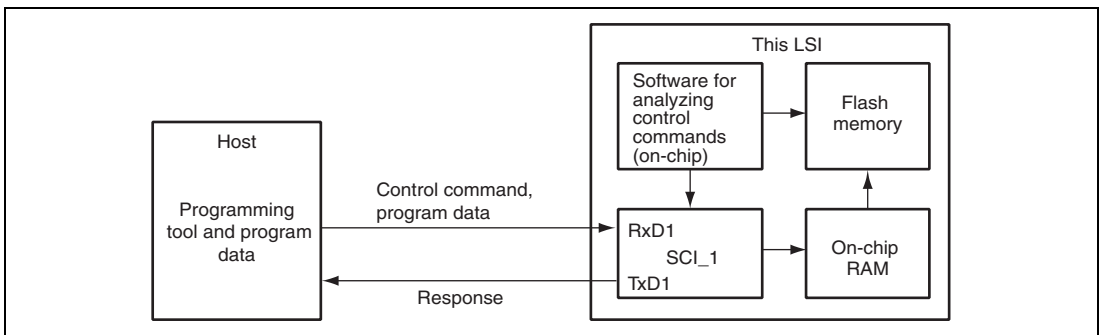 This LSI
Software for
analyzing
control
commands
(on-chip)
Flash
memory
Host
Programming
tool and program
data
Control command,
program data
RxD1
SCI_1
TxD1
On-chip
RAM
Response